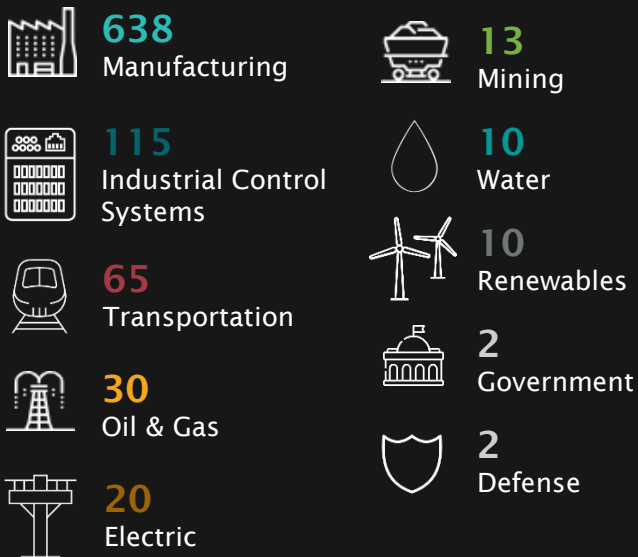 638
Manufacturing
115
Industrial Control
Systems
65
Transportation
30
Oil & Gas
20
Electric
13
Mining
10
Water
10
Renewables
2
Government
2
Defense